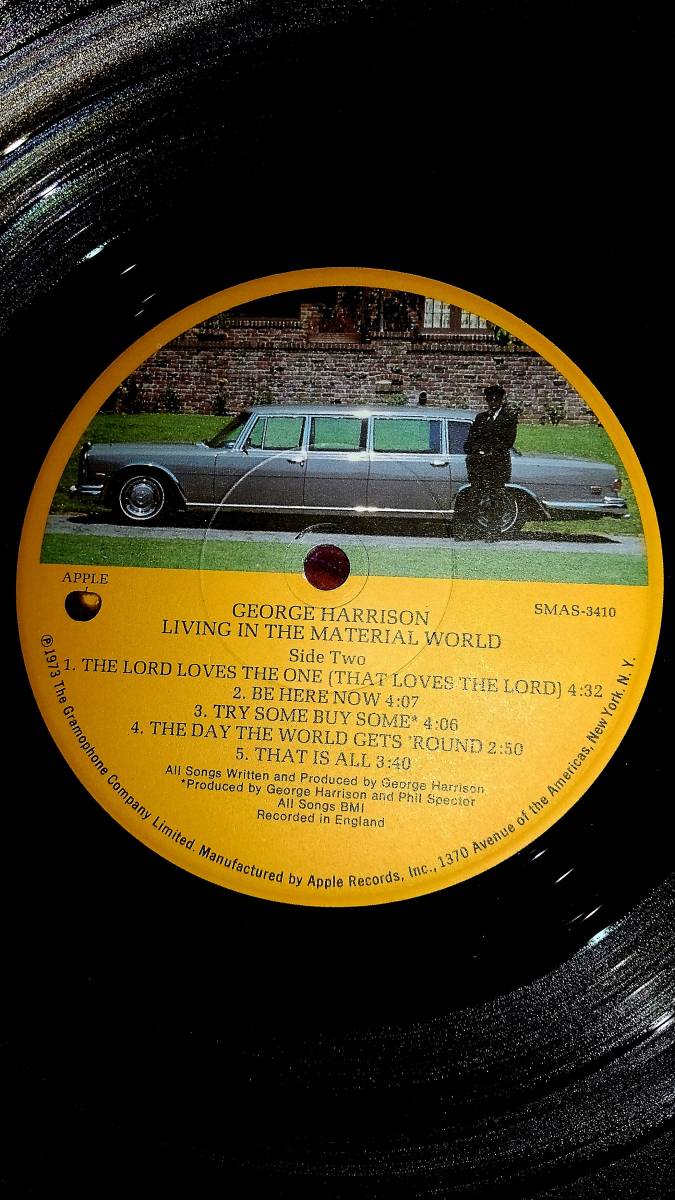 APPLE
SMAS-3410
GEORGE HARRISON
LIVING IN THE MATERIAL WORLD
Side Two
1. THE LORD LOVES THE ONE (THAT LOVES THE LORD) 4:32
2. BE HERE NOW 4:07
3. TRY SOME BUY SOME* 4:06
4. THE DAY THE WORLD GETS 'ROUND 2:50
5. THAT IS ALL 3:40
All Songs Written and Produced by George Harrison
*Produced by George Harrison and Phil Spector
All Songs BMI
Recorded in England
℗1973 The Gramophone Company Limited. Manufactured by Apple Records, Inc., 1370 Avenue of the Americas, New York, N. Y.